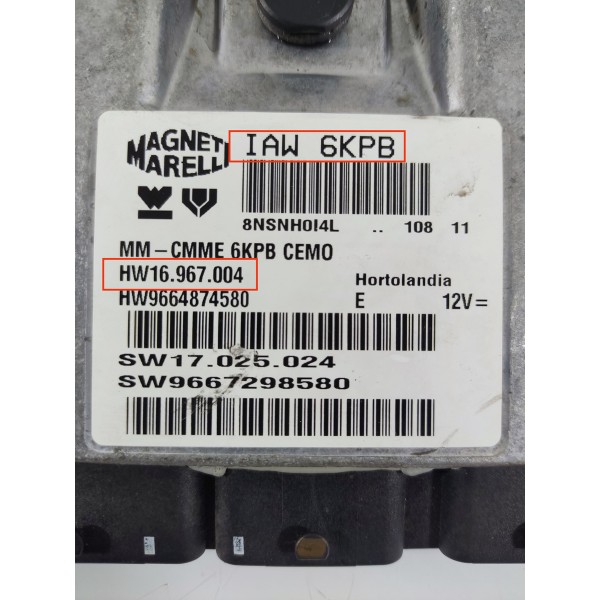 MAGNETI
MARELLI
IAW 6KPB
8NSNH0I4L .. 108 11
MM-CMME 6KPB CEMO
HW16.967.004 Hortolandia
HW9664874580 E 12V=
SW17.025.024
SW9667298580